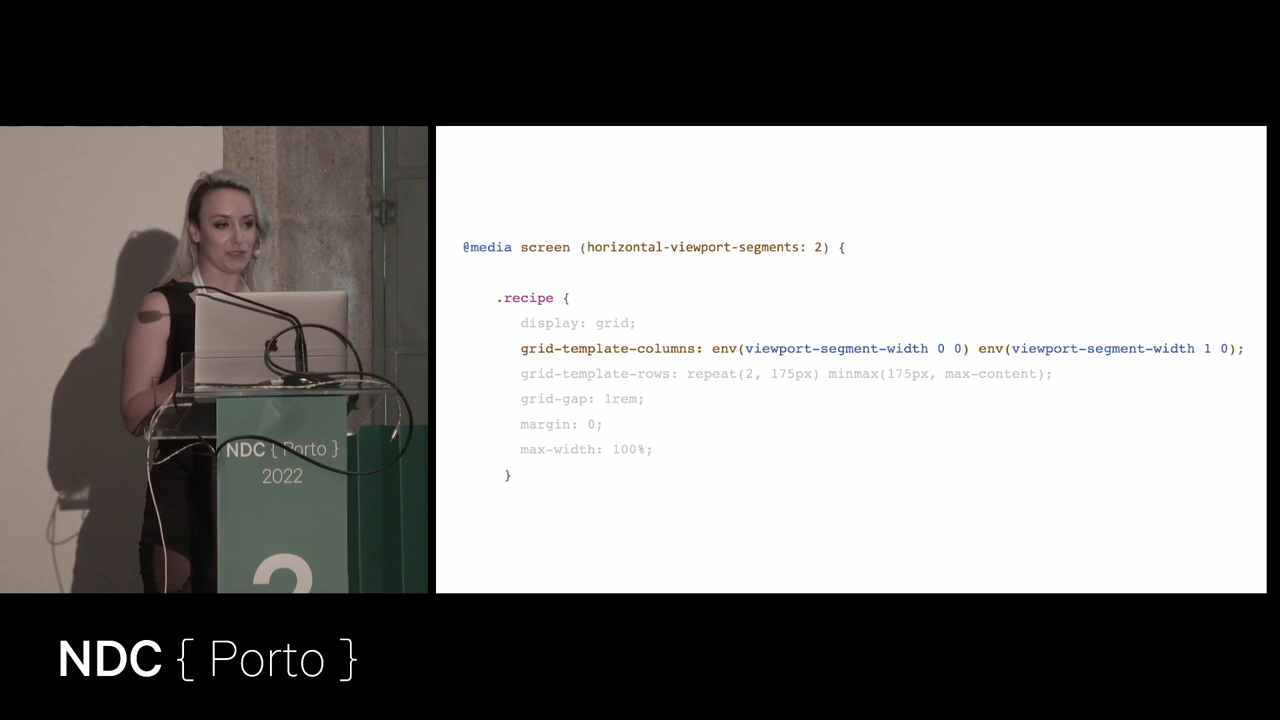 @media screen (horizontal-viewport-segments: 2) {
.recipe {
display: grid;
grid-template-columns: env(viewport-segment-width 0 0) env(viewport-segment-width 1 0);
grid-template-rows: repeat(2, 175px) minmax(175px, max-content);
grid-gap: 1rem;
margin: 0;
max-width: 100%;
}
NDC { Porto }
2022
2
NDC { Porto }